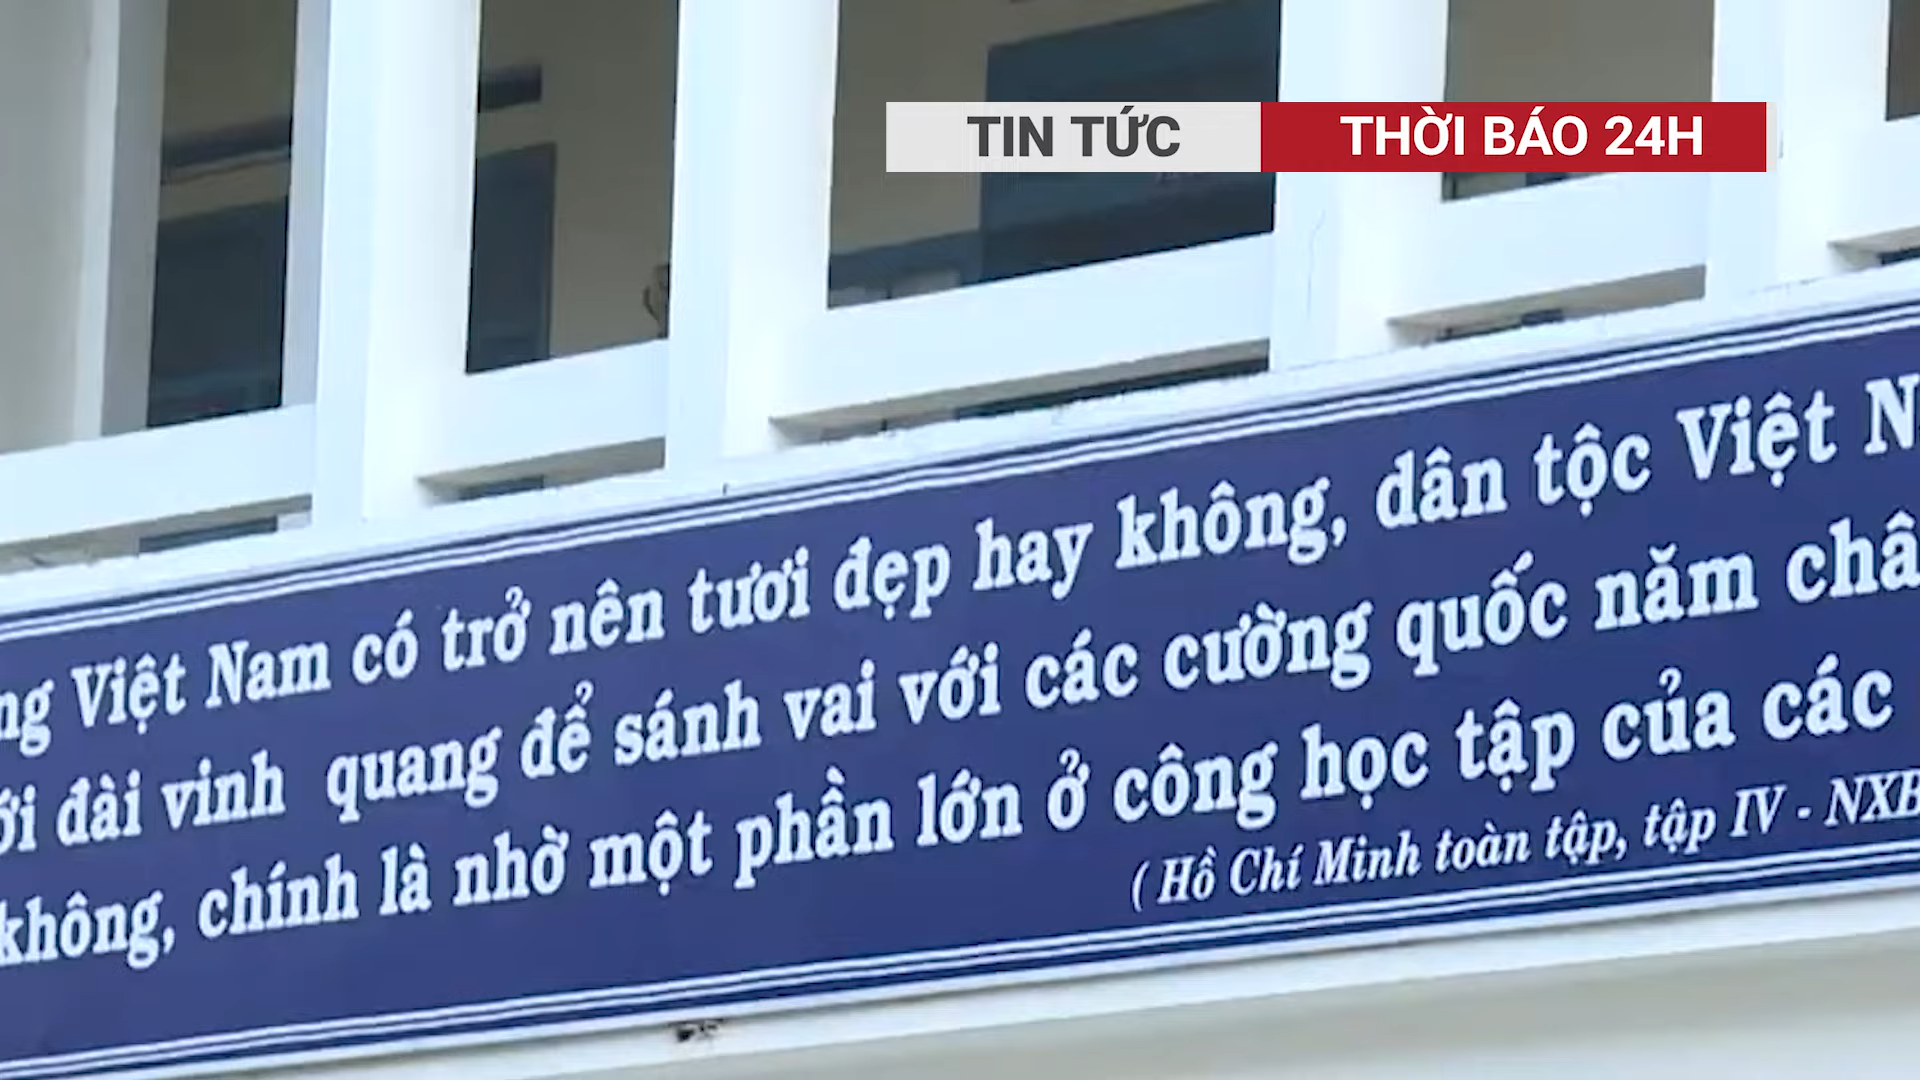 TIN TỨC THỜI BÁO 24H
ng Việt Nam có trở nên tươi đẹp hay không, dân tộc Việt N
ới đài vinh quang để sánh vai với các cường quốc năm châ
không, chính là nhờ một phần lớn ở công học tập của các
( Hồ Chí Minh toàn tập, tập IV - NXB